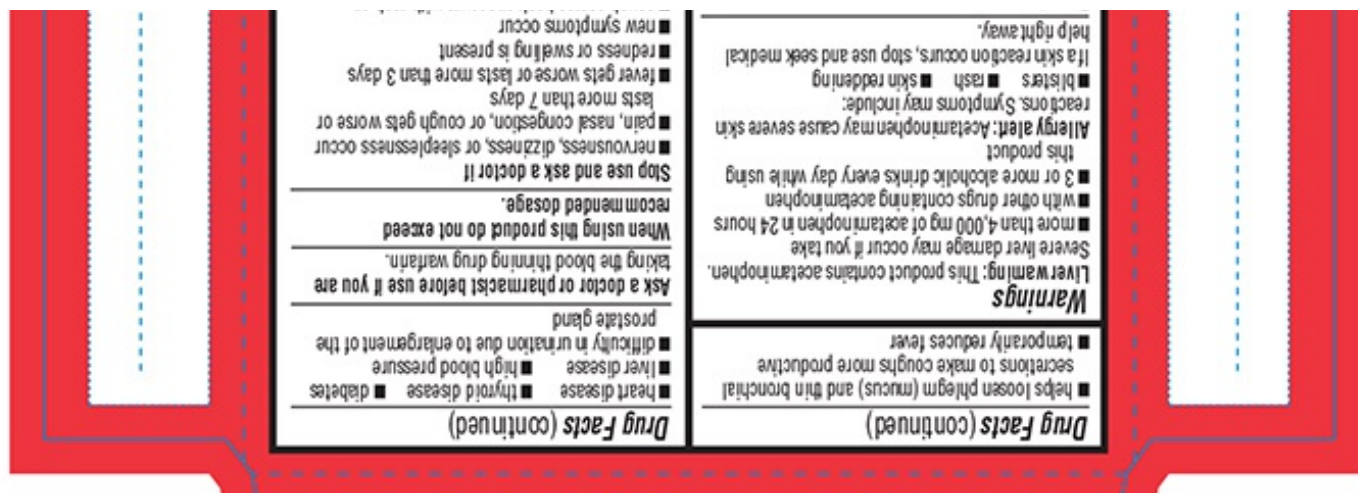 Drug Facts (continued)
■ helps loosen phlegm (mucus) and thin bronchial
secretions to make coughs more productive
■ temporarily reduces fever
Warnings
Liver warning: This product contains acetaminophen.
Severe liver damage may occur if you take
■ more than 4,000 mg of acetaminophen in 24 hours
■ with other drugs containing acetaminophen
■ 3 or more alcoholic drinks every day while using
this product
Allergy alert: Acetaminophen may cause severe skin
reactions. Symptoms may include:
■ blisters ■ rash ■ skin reddening
If a skin reaction occurs, stop use and seek medical
help right away.
Drug Facts (continued)
■ heart disease ■ thyroid disease ■ diabetes
■ liver disease ■ high blood pressure
■ difficulty in urination due to enlargement of the
prostate gland
Ask a doctor or pharmacist before use if you are
taking the blood thinning drug warfarin.
When using this product do not exceed
recommended dosage.
Stop use and ask a doctor if
■ nervousness, dizziness, or sleeplessness occur
■ pain, nasal congestion, or cough gets worse or
lasts more than 7 days
■ fever gets worse or lasts more than 3 days
■ redness or swelling is present
■ new symptoms occur